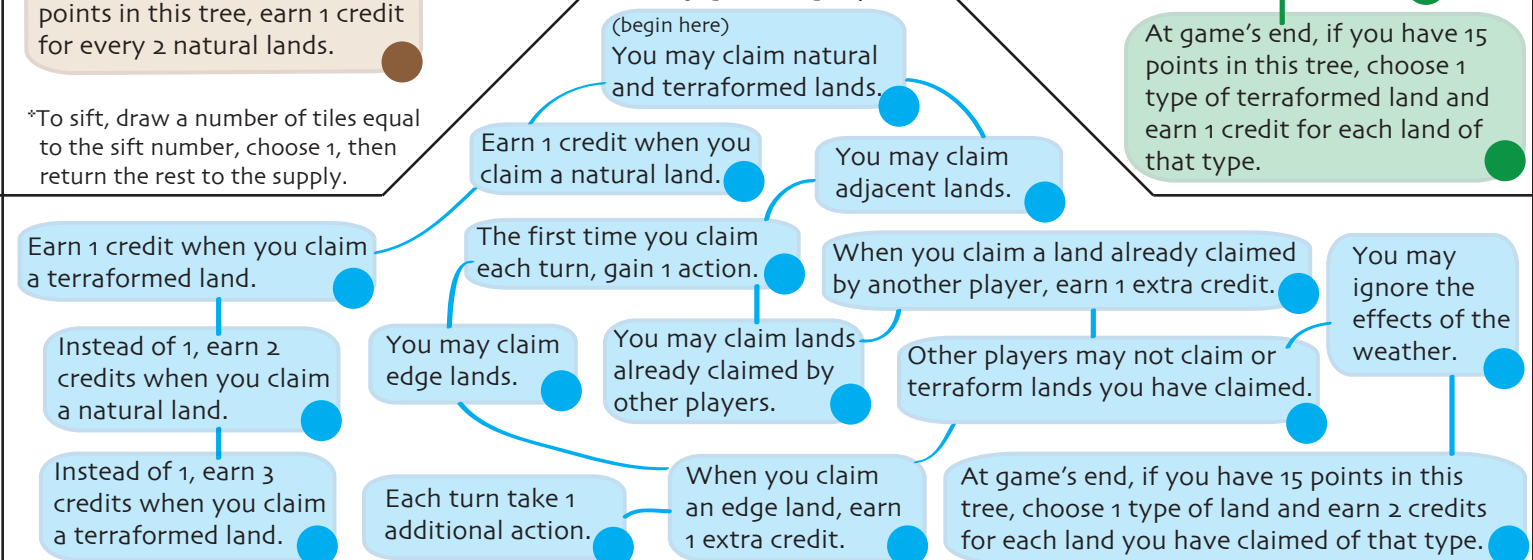 points in this tree, earn 1 credit
for every 2 natural lands.
*To sift, draw a number of tiles equal
to the sift number, choose 1, then
return the rest to the supply.
(begin here)
You may claim natural
and terraformed lands.
At game's end, if you have 15
points in this tree, choose 1
type of terraformed land and
earn 1 credit for each land of
that type.
Earn 1 credit when you
claim a natural land.
You may claim
adjacent lands.
Earn 1 credit when you claim
a terraformed land.
The first time you claim
each turn, gain 1 action.
When you claim a land already claimed
by another player, earn 1 extra credit.
You may
ignore the
effects of the
weather.
Instead of 1, earn 2
credits when you claim
a natural land.
You may claim
edge lands.
You may claim lands
already claimed by
other players.
Other players may not claim or
terraform lands you have claimed.
Instead of 1, earn 3
credits when you claim
a terraformed land.
Each turn take 1
additional action.
When you claim
an edge land, earn
1 extra credit.
At game's end, if you have 15 points in this
tree, choose 1 type of land and earn 2 credits
for each land you have claimed of that type.